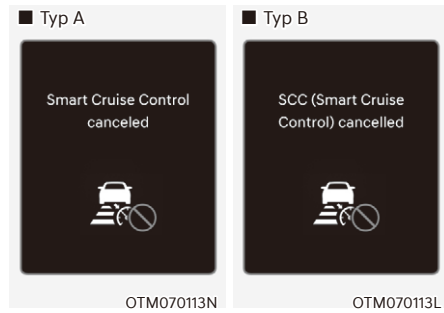 ■ Typ A
Smart Cruise Control
canceled
OTM070113N
■ Typ B
SCC (Smart Cruise
Control) cancelled
OTM070113L